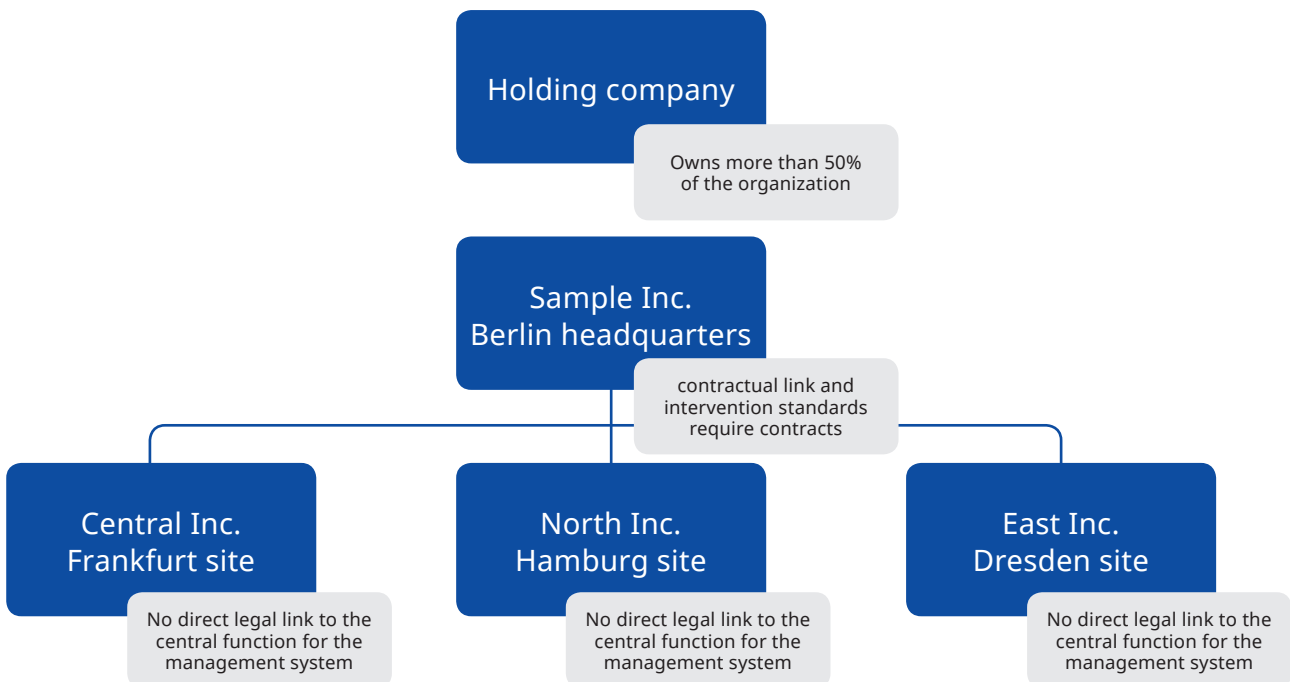 Holding company
Owns more than 50%
of the organization
Sample Inc.
Berlin headquarters
contractual link and
intervention standards
require contracts
Central Inc.
Frankfurt site
No direct legal link to the
central function for the
management system
North Inc.
Hamburg site
No direct legal link to the
central function for the
management system
East Inc.
Dresden site
No direct legal link to the
central function for the
management system